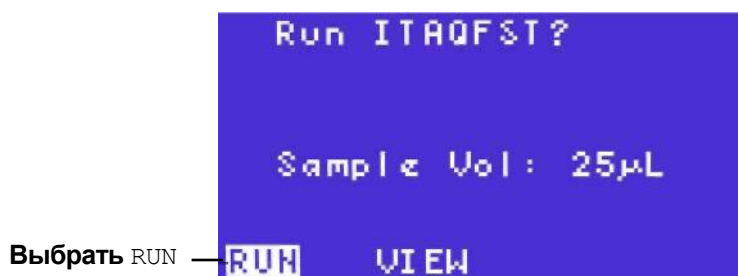 Run ITAQFST?
Sample Vol: 25µL
Выбрать RUN
RUN VIEW